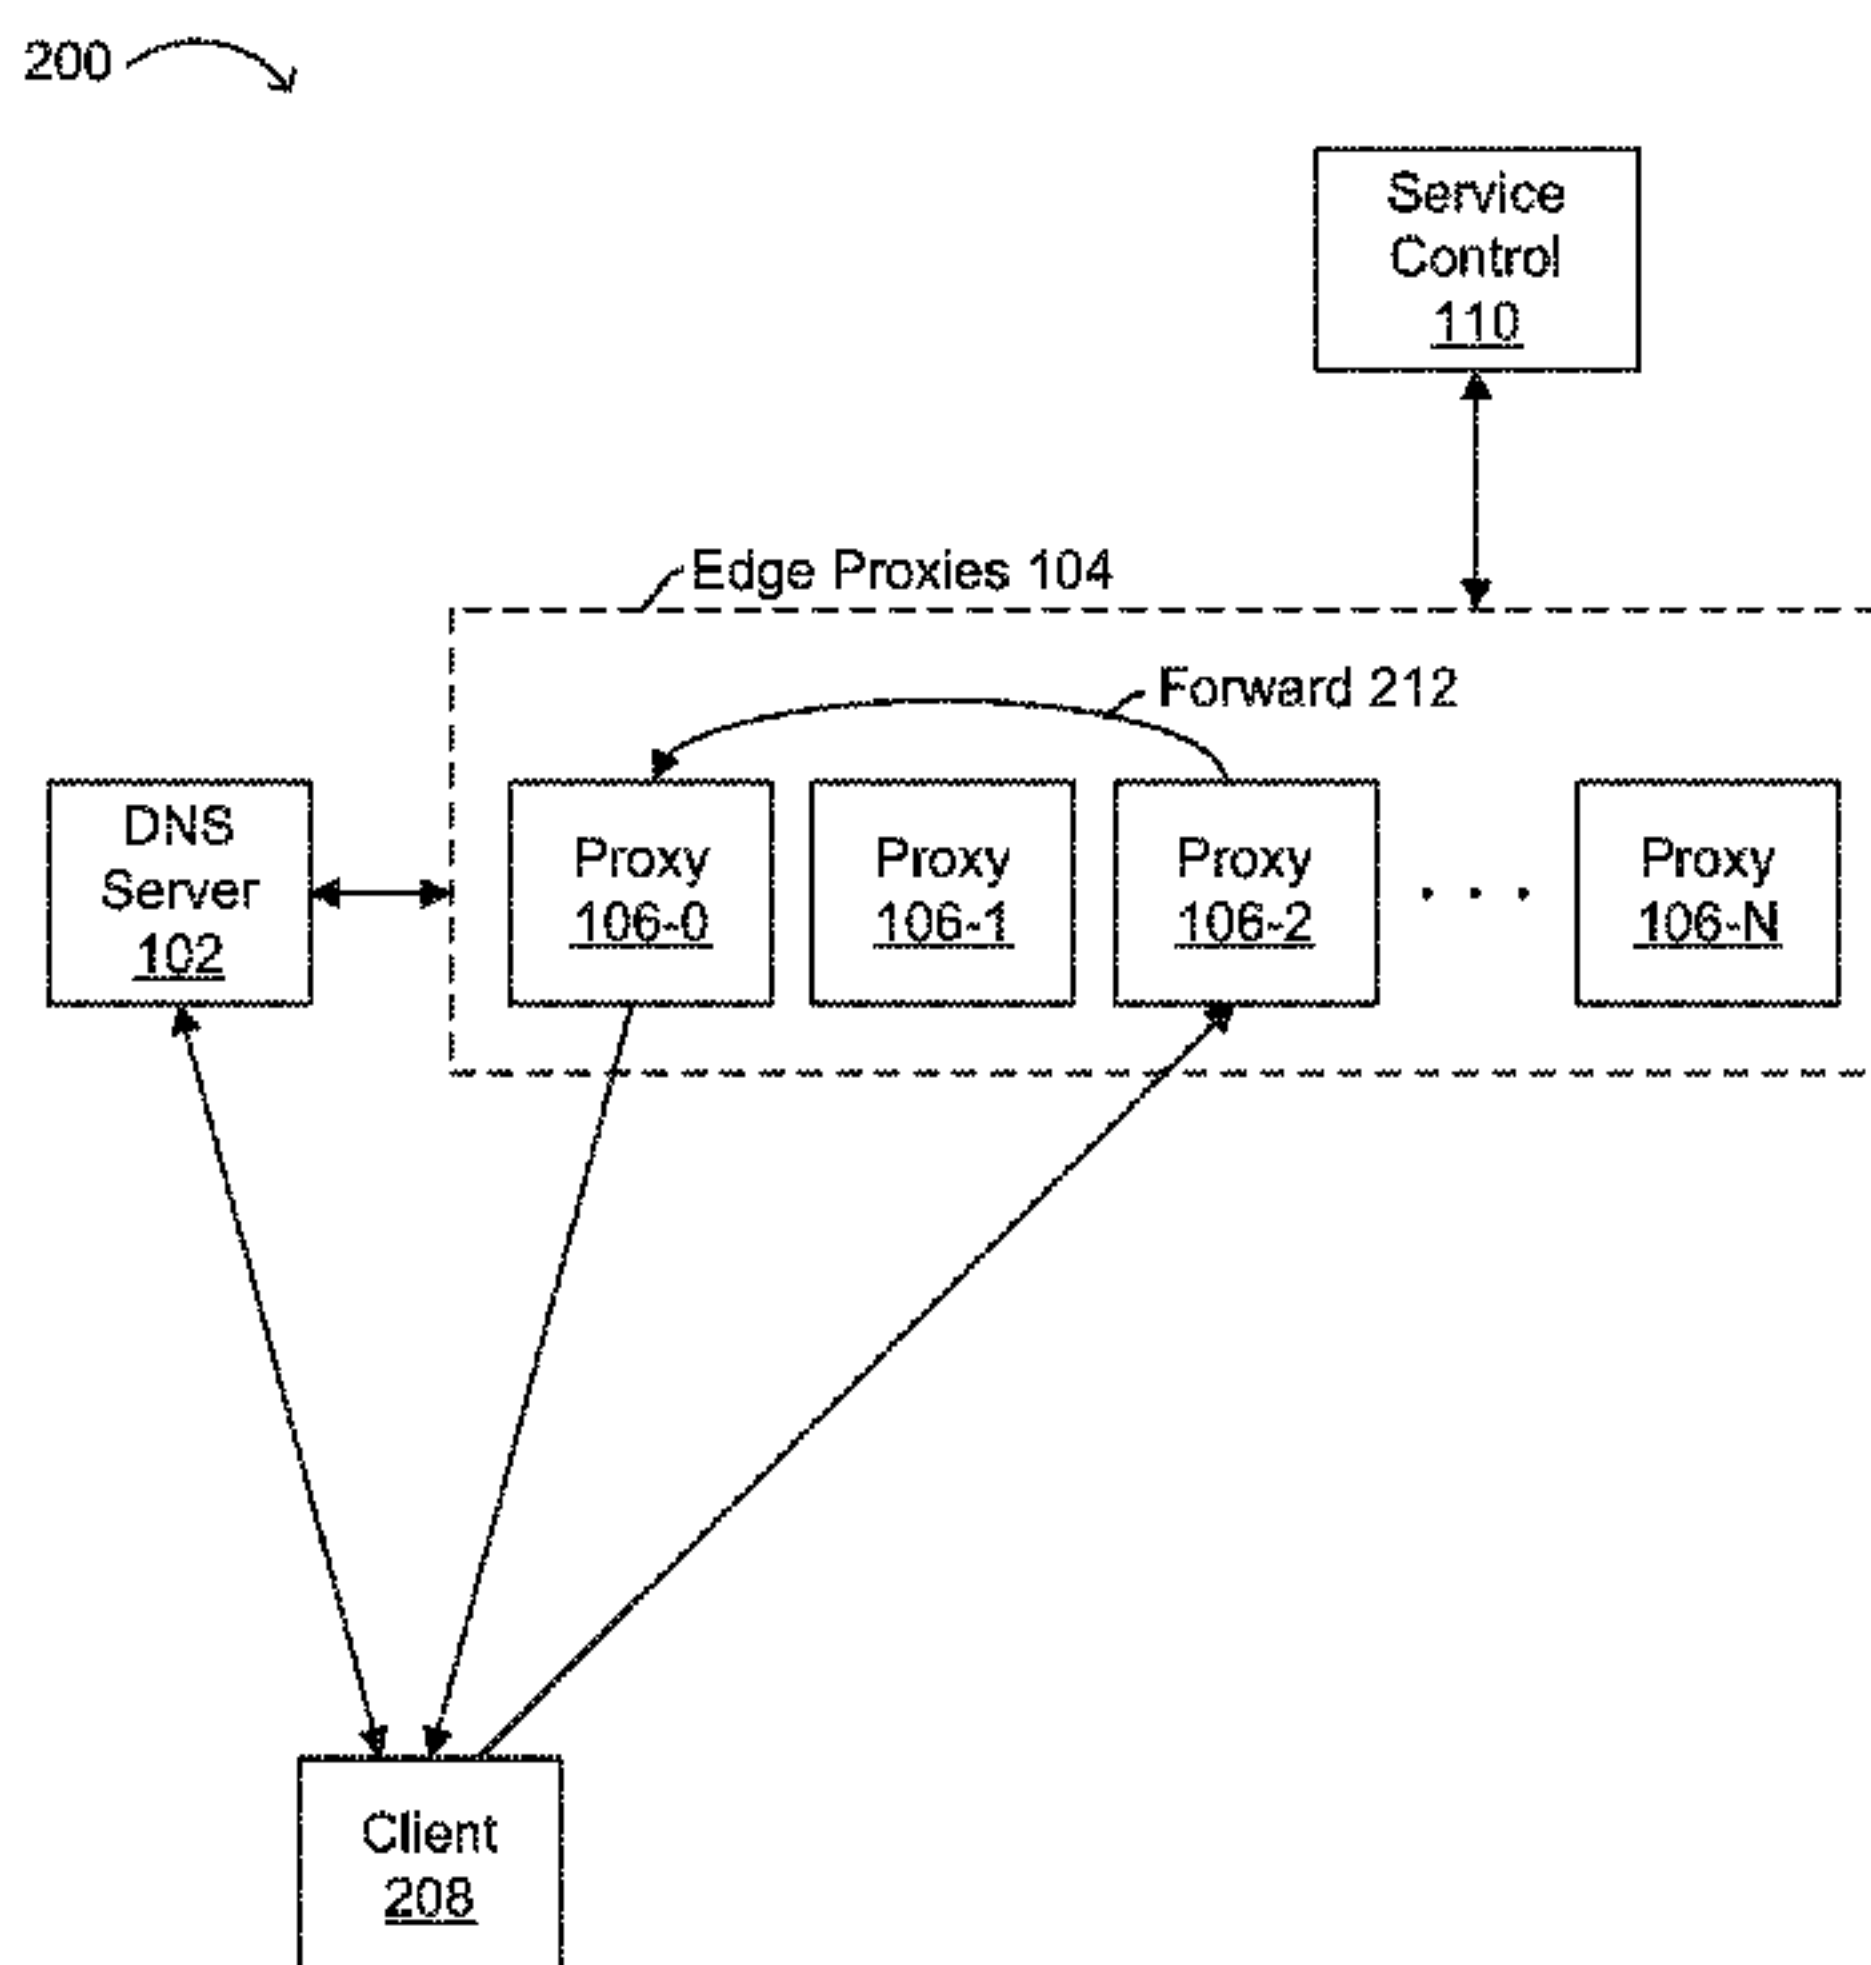 200
Service
Control
110
Edge Proxies 104
Forward 212
DNS
Server
102
Proxy
106-0
Proxy
106-1
Proxy
106-2
. . .
Proxy
106-N
Client
208